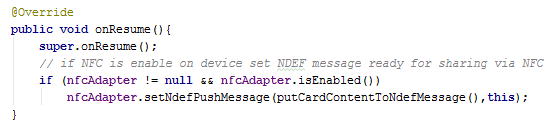 @Override
public void onResume(){
    super.onResume();
    // if NFC is enable on device set NDEF message ready for sharing via NFC
    if (nfcAdapter != null && nfcAdapter.isEnabled())
        nfcAdapter.setNdefPushMessage(putCardContentToNdefMessage(),this);
}